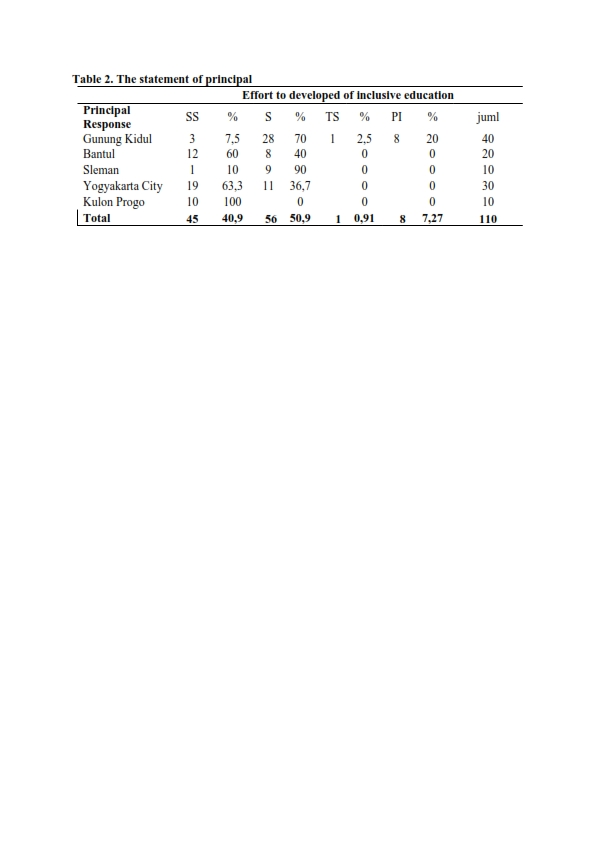 Table 2. The statement of principal
Effort to developed of inclusive education
Principal Response SS % S % TS % PI % juml
Gunung Kidul 3 7,5 28 70 1 2,5 8 20 40
Bantul 12 60 8 40 0 0 20
Sleman 1 10 9 90 0 0 10
Yogyakarta City 19 63,3 11 36,7 0 0 30
Kulon Progo 10 100 0 0 0 10
Total 45 40,9 56 50,9 1 0,91 8 7,27 110